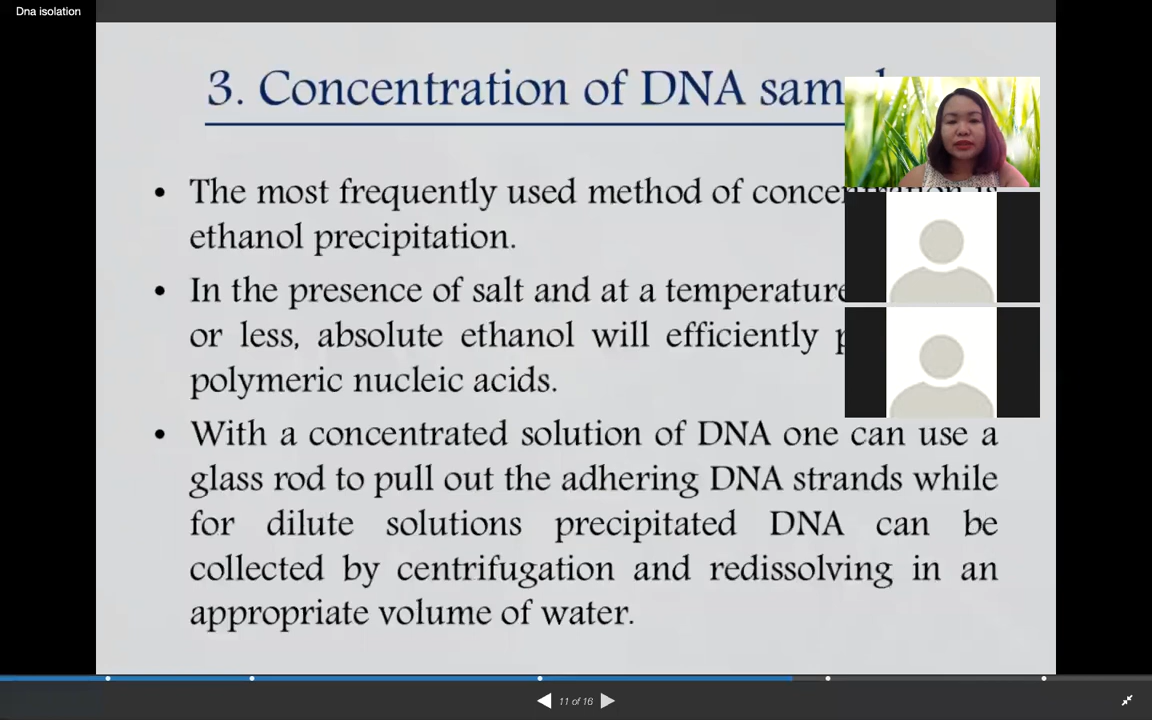 Dna isolation
3. Concentration of DNA
The most frequently used method of
ethanol precipitation.
In the presence of salt and at a temperature
or less, absolute ethanol will efficiently
polymeric nucleic acids.
With a concentrated solution of DNA one can use a
glass rod to pull out the adhering DNA strands while
for dilute solutions precipitated DNA can be
collected by centrifugation and redissolving in an
appropriate volume of water.
11 of 16